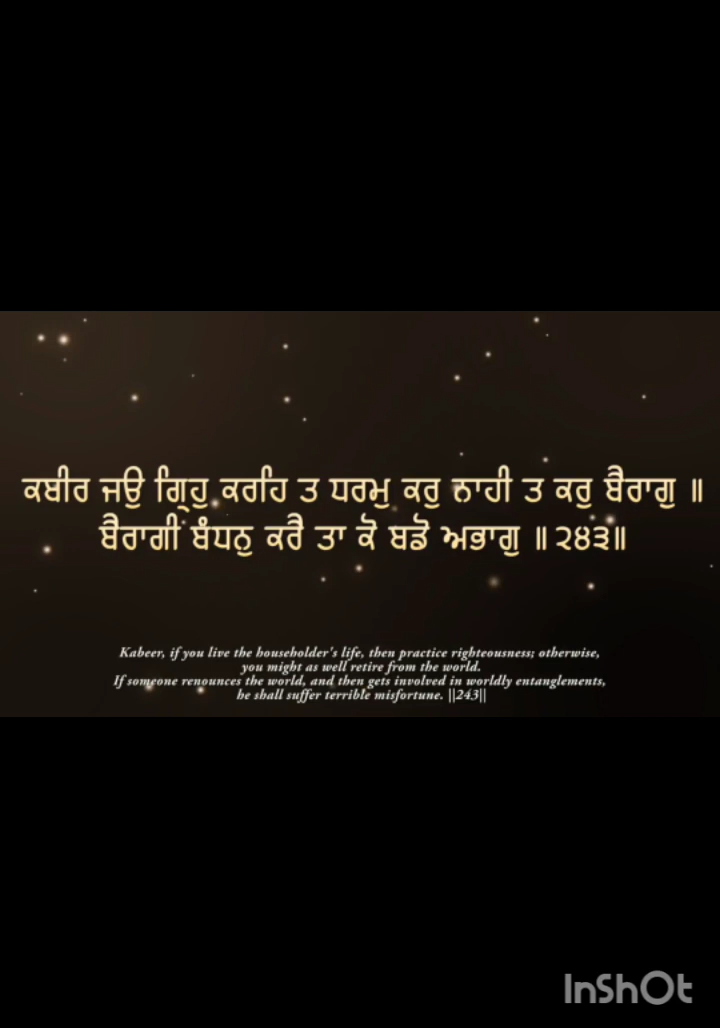 ਕਬੀਰ ਜਉ ਗ੍ਰਿਹੁ ਕਰਹਿ ਤ ਧਰਮੁ ਕਰੁ ਨਾਹੀ ਤ ਕਰੁ ਬੈਰਾਗੁ ॥
ਬੈਰਾਗੀ ਬੰਧਨੁ ਕਰੈ ਤਾ ਕੋ ਬਡੋ ਅਭਾਗੁ ॥੨੪੩॥
Kabeer, if you live the householder's life, then practice righteousness; otherwise,
you might as well retire from the world.
If someone renounces the world, and then gets involved in worldly entanglements,
he shall suffer terrible misfortune. ||243||
InShOt